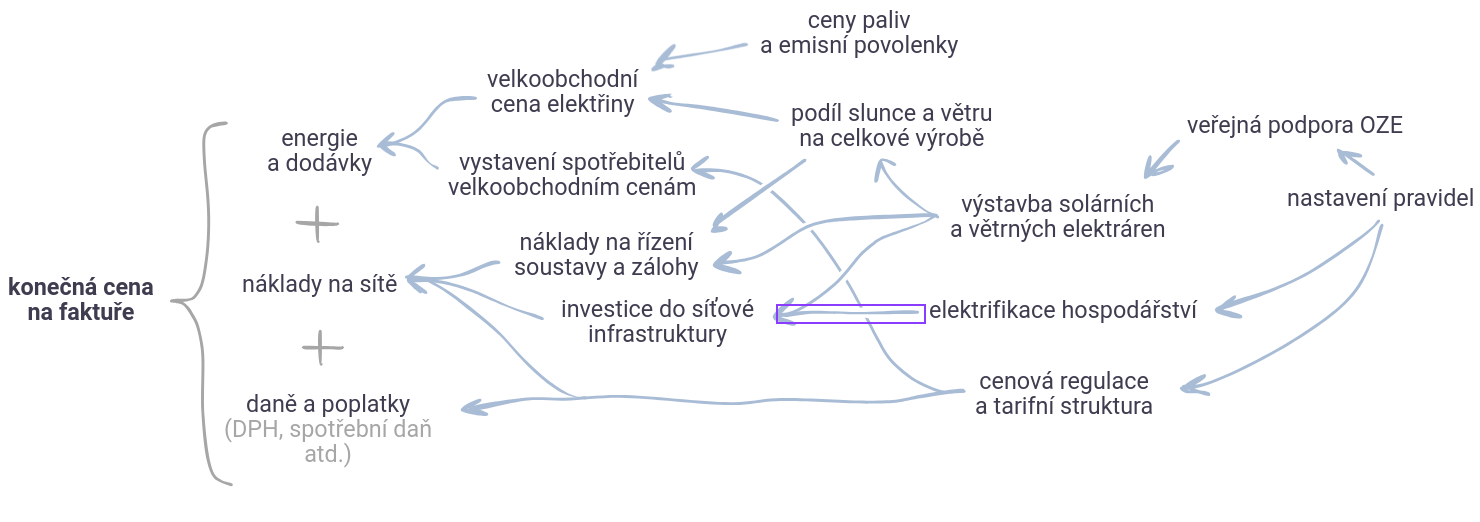 ceny paliv
a emisní povolenky
velkoobchodní
cena elektřiny
podíl slunce a větru
na celkové výrobě
veřejná podpora OZE
energie
a dodávky
vystavení spotřebitelů
velkoobchodním cenám
nastavení pravidel
výstavba solárních
a větrných elektráren
náklady na řízení
soustavy a zálohy
konečná cena
na faktuře
náklady na sítě
investice do síťové
infrastruktury
elektrifikace hospodářství
cenová regulace
a tarifní struktura
daně a poplatky
(DPH, spotřební daň
atd.)